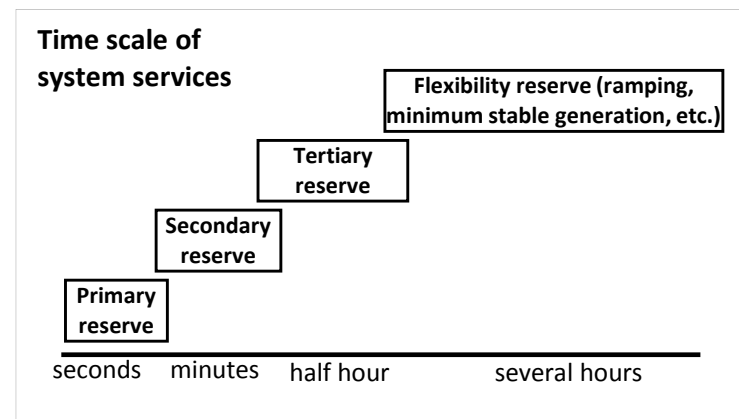 Time scale of
system services
Flexibility reserve (ramping,
minimum stable generation, etc.)
Tertiary
reserve
Secondary
reserve
Primary
reserve
seconds minutes half hour several hours